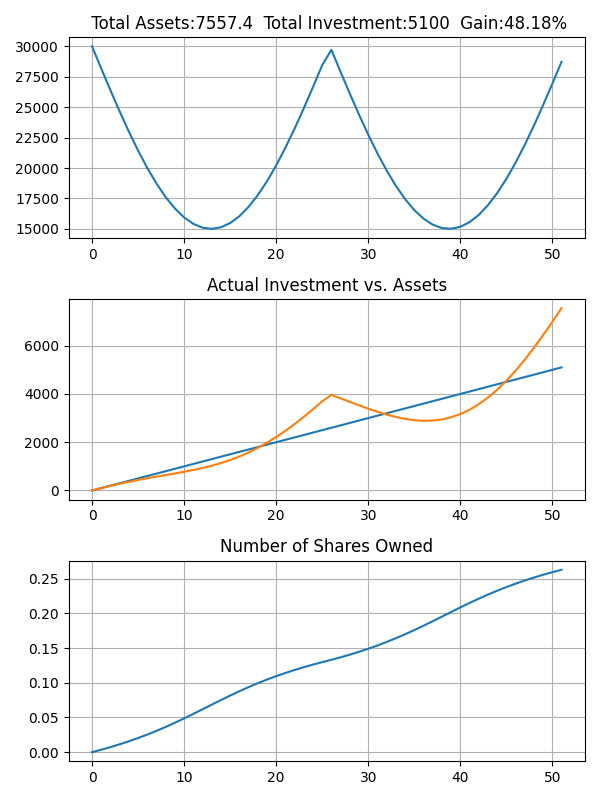 Total Assets:7557.4  Total Investment:5100  Gain:48.18%
30000
27500
25000
22500
20000
17500
15000
0 10 20 30 40 50
Actual Investment vs. Assets
6000
4000
2000
0
0 10 20 30 40 50
Number of Shares Owned
0.25
0.20
0.15
0.10
0.05
0.00
0 10 20 30 40 50